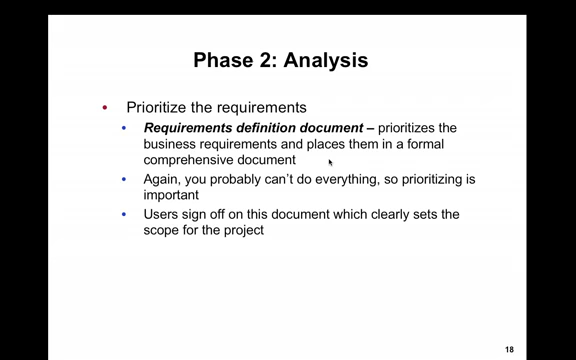 Phase 2: Analysis
• Prioritize the requirements
• Requirements definition document – prioritizes the
business requirements and places them in a formal
comprehensive document
• Again, you probably can't do everything, so prioritizing is
important
• Users sign off on this document which clearly sets the
scope for the project
18